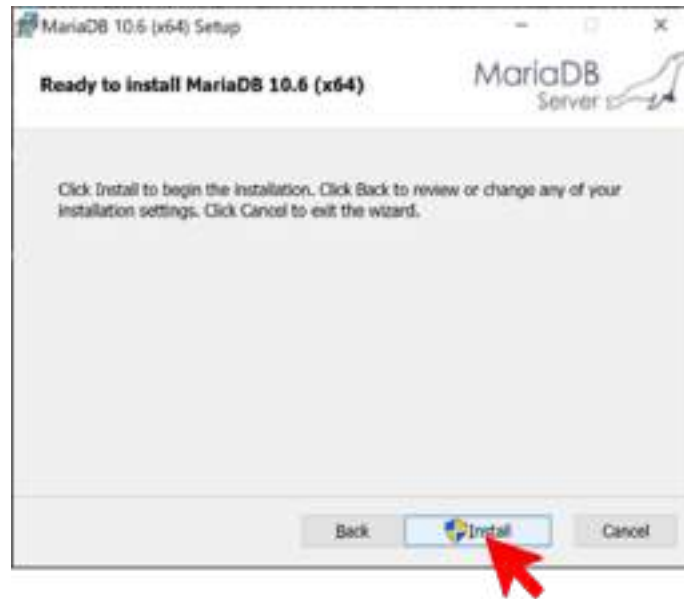 MariaDB 10.6 (x64) Setup
Ready to install MariaDB 10.6 (x64)
MariaDB
Server
Click Install to begin the installation. Click Back to review or change any of your
installation settings. Click Cancel to exit the wizard.
Back
Install
Cancel